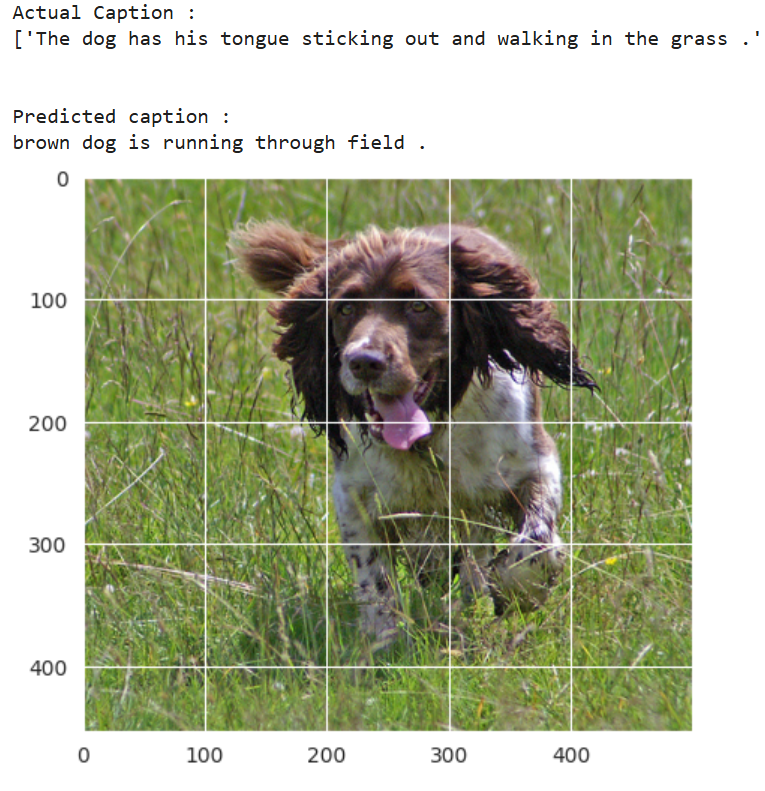 Actual Caption :
['The dog has his tongue sticking out and walking in the grass .'
Predicted caption :
brown dog is running through field .
0
100
200
300
400
0 100 200 300 400